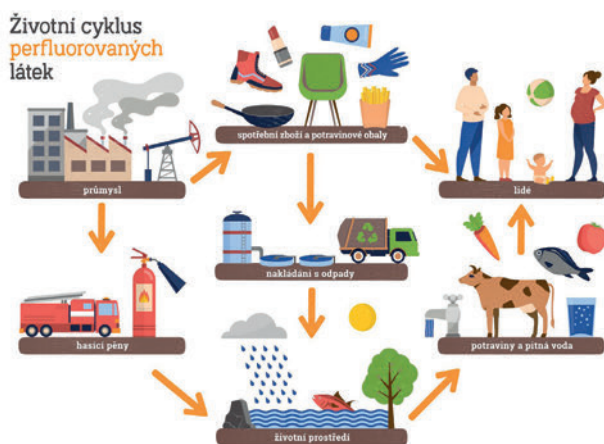 Životní cyklus
perfluorovaných
látek
spotřební zboží a potravinové obaly
průmysl
lidé
nakládání s odpady
hasicí pěny
potraviny a pitná voda
životní prostředí